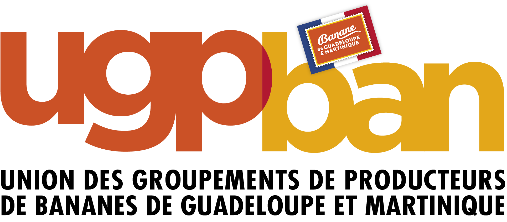 Banane
de GUADELOUPE
& MARTINIQUE
ugpban
UNION DES GROUPEMENTS DE PRODUCTEURS
DE BANANES DE GUADELOUPE ET MARTINIQUE